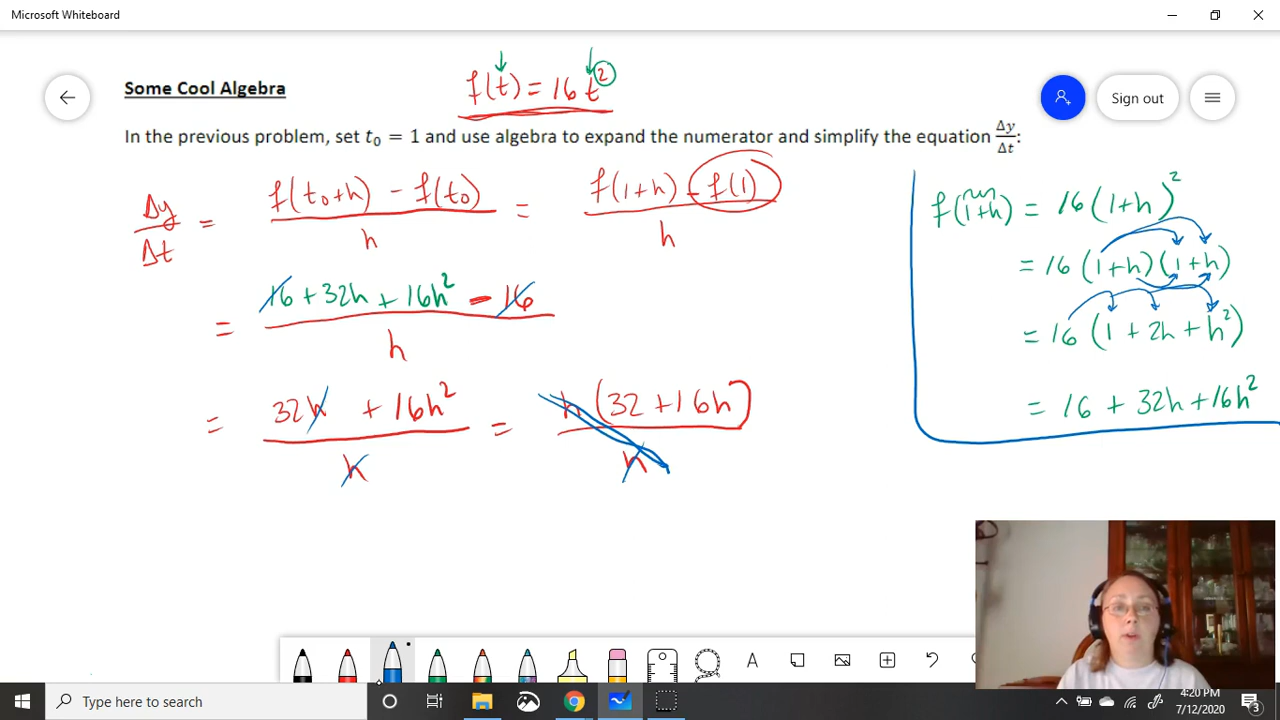 Microsoft Whiteboard
Some Cool Algebra
f(t) = 16 t²
Sign out
In the previous problem, set t₀ = 1 and use algebra to expand the numerator and simplify the equation Δy/Δt:
Δy/Δt = (f(t₀+h) - f(t₀))/h = (f(1+h) - f(1))/h
= (16 + 32h + 16h² - 16)/h
= (32h + 16h²)/h = h(32 + 16h)/h
f(1+h) = 16(1+h)²
= 16(1+h)(1+h)
= 16(1 + 2h + h²)
= 16 + 32h + 16h²
A
Type here to search
4:20 PM
7/12/2020
3